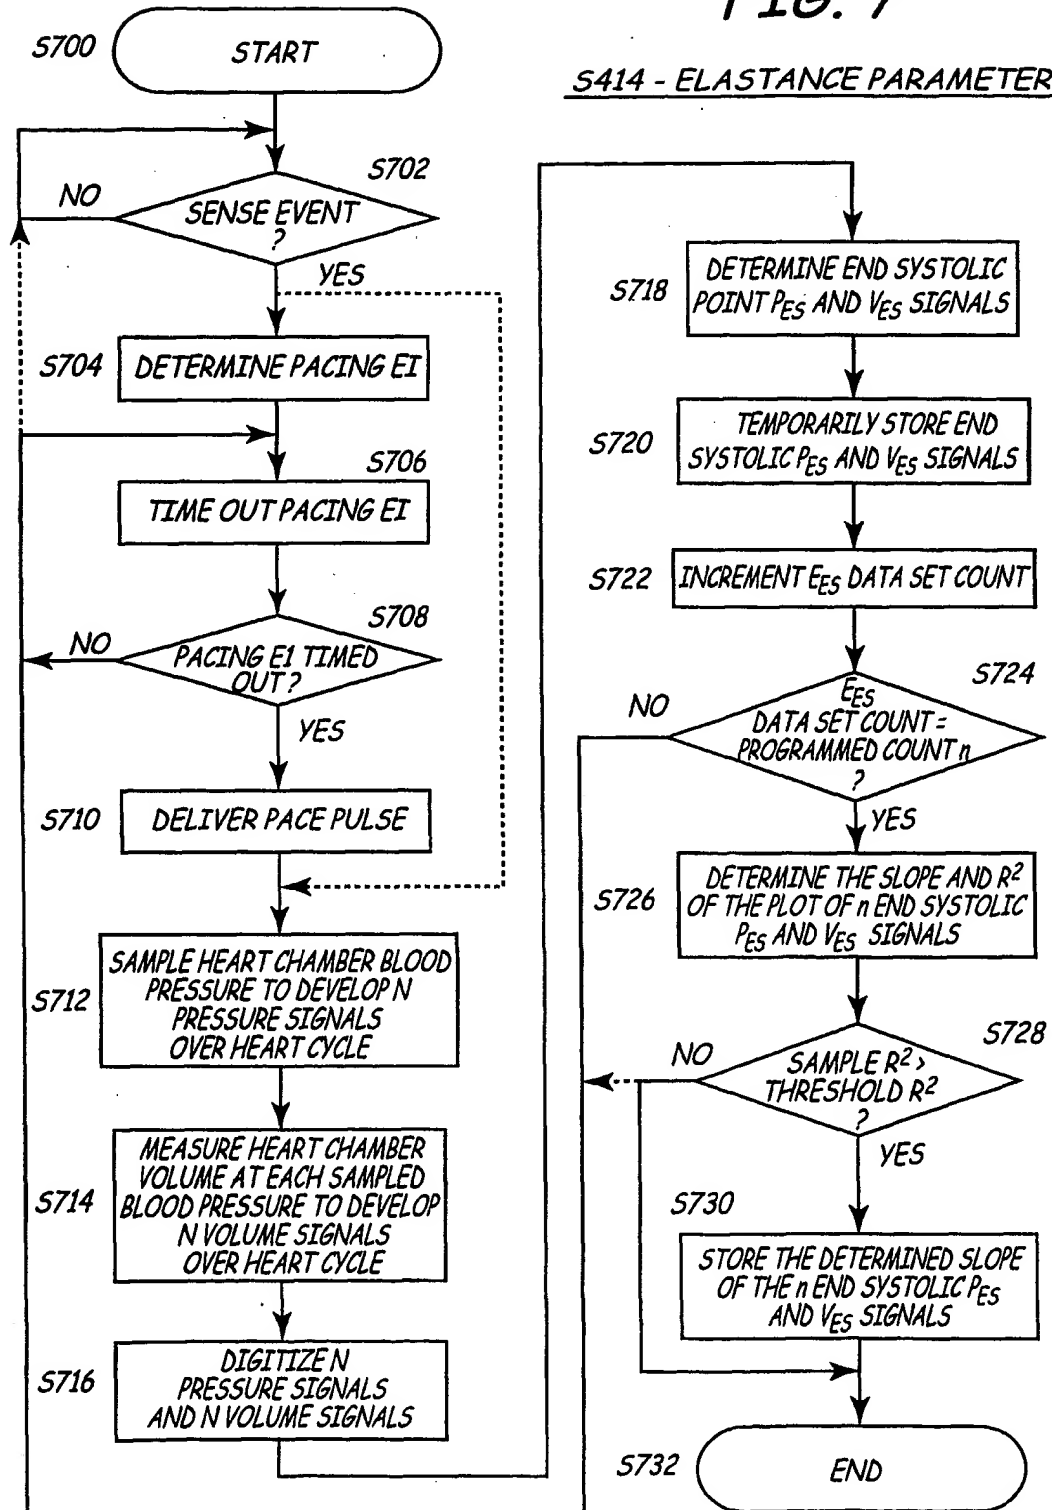 FIG. 7
S414 - ELASTANCE PARAMETER
S700
START
S702
NO
SENSE EVENT
?
YES
S704
DETERMINE PACING EI
S706
TIME OUT PACING EI
S708
NO
PACING EI TIMED
OUT?
YES
S710
DELIVER PACE PULSE
S712
SAMPLE HEART CHAMBER BLOOD
PRESSURE TO DEVELOP N
PRESSURE SIGNALS
OVER HEART CYCLE
S714
MEASURE HEART CHAMBER
VOLUME AT EACH SAMPLED
BLOOD PRESSURE TO DEVELOP
N VOLUME SIGNALS
OVER HEART CYCLE
S716
DIGITIZE N
PRESSURE SIGNALS
AND N VOLUME SIGNALS
S718
DETERMINE END SYSTOLIC
POINT PES AND VES SIGNALS
S720
TEMPORARILY STORE END
SYSTOLIC PES AND VES SIGNALS
S722
INCREMENT EES DATA SET COUNT
S724
NO
EES
DATA SET COUNT =
PROGRAMMED COUNT n
?
YES
S726
DETERMINE THE SLOPE AND R²
OF THE PLOT OF n END SYSTOLIC
PES AND VES SIGNALS
S728
NO
SAMPLE R² >
THRESHOLD R²
?
YES
S730
STORE THE DETERMINED SLOPE
OF THE n END SYSTOLIC PES
AND VES SIGNALS
S732
END